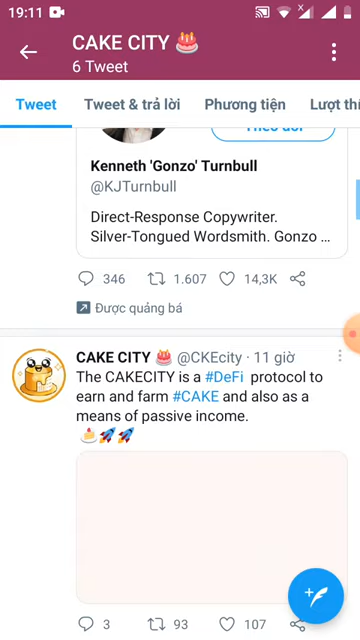 19:11
CAKE CITY 🎂
6 Tweet
Tweet
Tweet & trả lời
Phương tiện
Lượt thí
Theo dõi
Kenneth 'Gonzo' Turnbull
@KJTurnbull
Direct-Response Copywriter.
Silver-Tongued Wordsmith. Gonzo ...
346 1.607 14,3K
Được quảng bá
CAKE CITY 🎂 @CKEcity · 11 giờ
The CAKECITY is a #DeFi protocol to
earn and farm #CAKE and also as a
means of passive income.
🍰🚀🚀
3 93 107